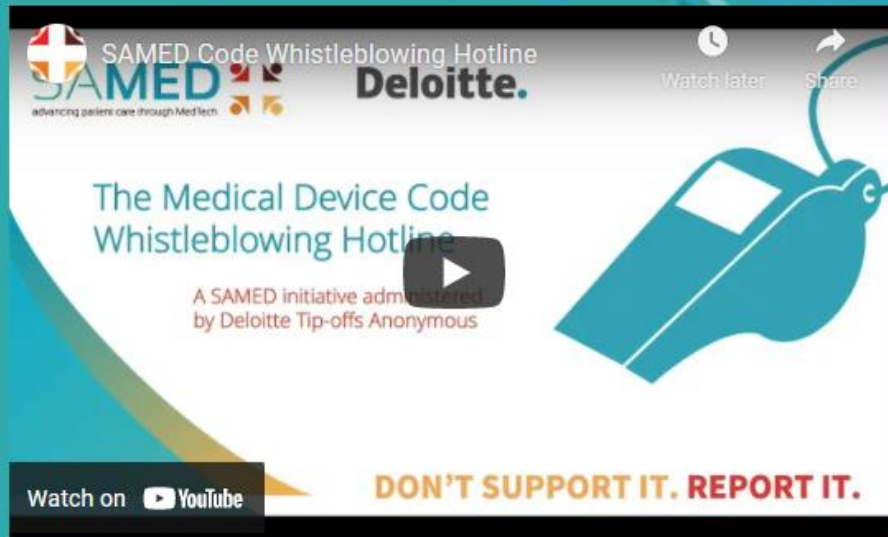 SAMED Code Whistleblowing Hotline
Watch later
Share
SAMED
advancing patient care through MedTech
Deloitte.
The Medical Device Code
Whistleblowing Hotline
A SAMED initiative administered
by Deloitte Tip-offs Anonymous
Watch on YouTube
DON'T SUPPORT IT. REPORT IT.